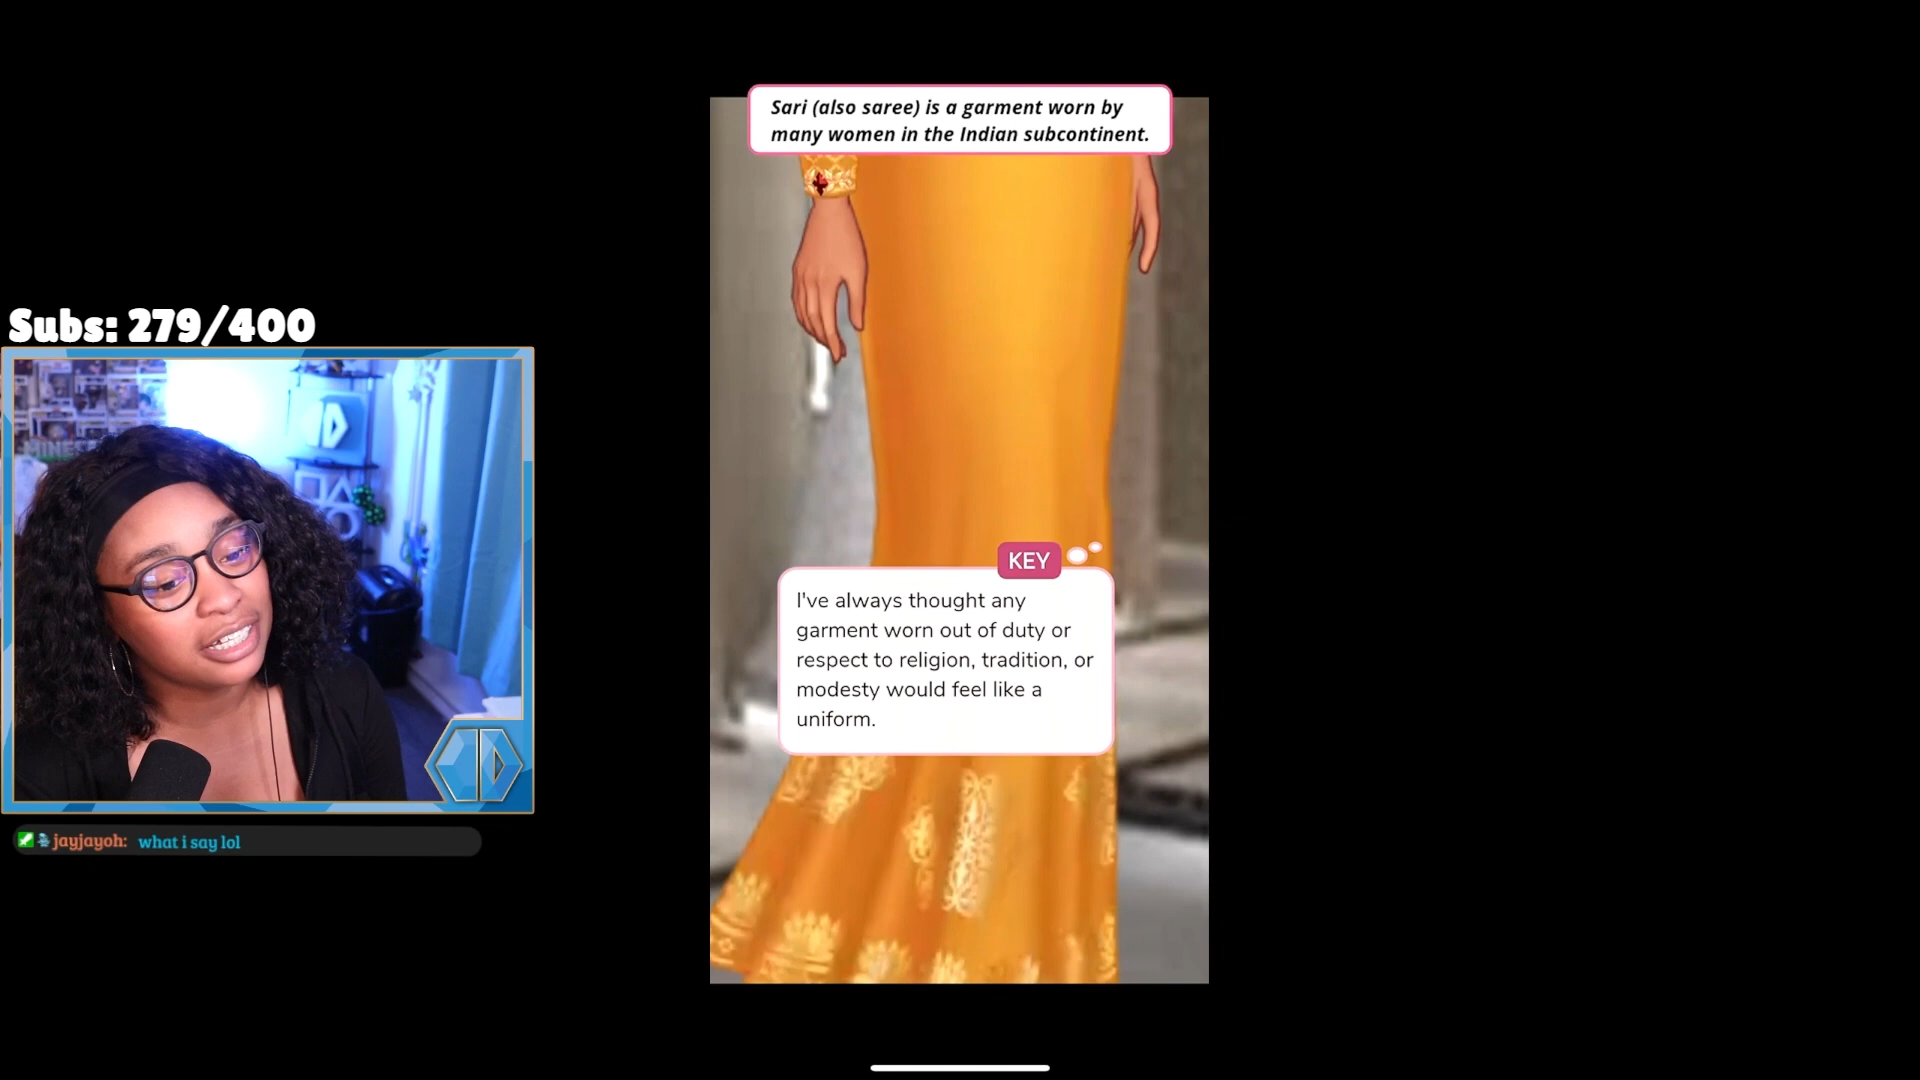 Sari (also saree) is a garment worn by
many women in the Indian subcontinent.
Subs: 279/400
MINE
KEY
I've always thought any
garment worn out of duty or
respect to religion, tradition, or
modesty would feel like a
uniform.
jayjayoh: what i say lol